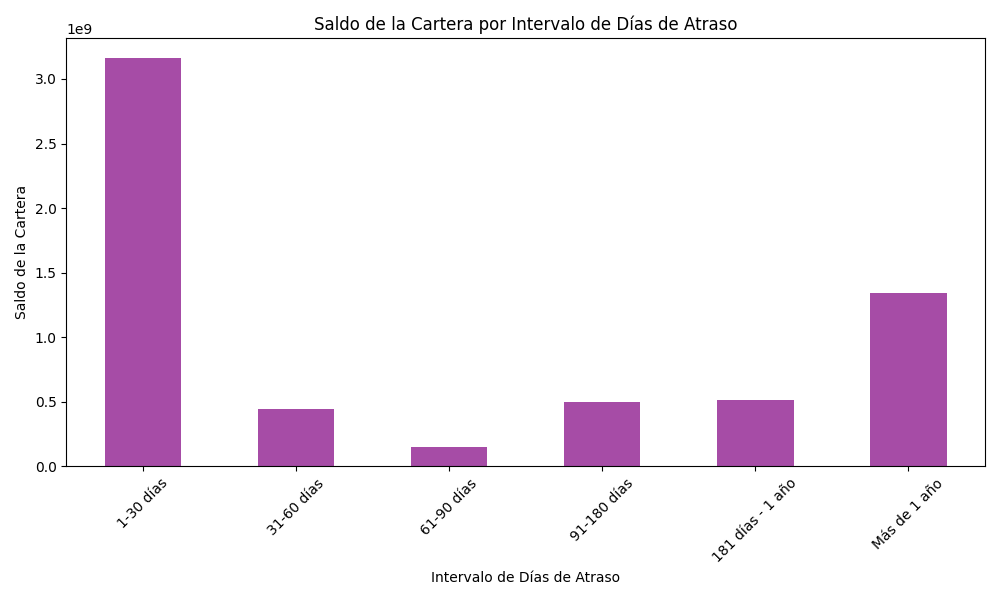 Saldo de la Cartera por Intervalo de Días de Atraso
1e9
3.0
2.5
2.0
1.5
1.0
0.5
0.0
Saldo de la Cartera
1-30 días
31-60 días
61-90 días
91-180 días
181 días - 1 año
Más de 1 año
Intervalo de Días de Atraso